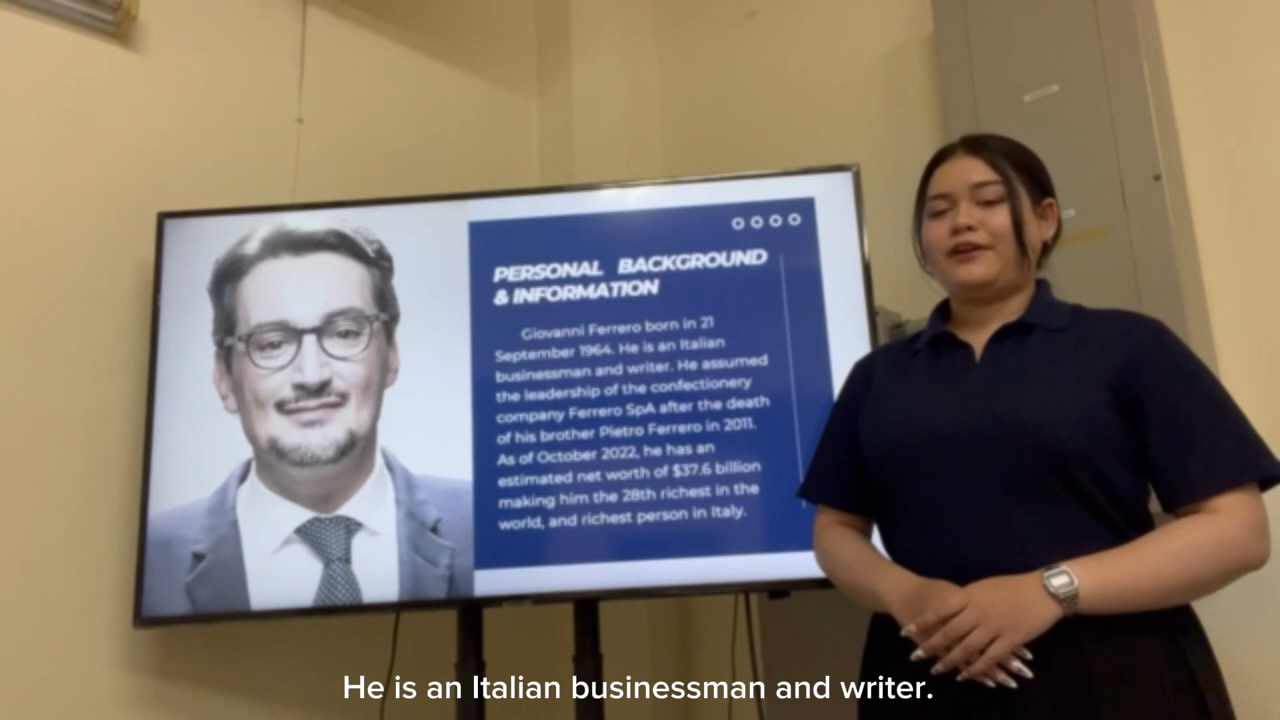 PERSONAL BACKGROUND
& INFORMATION
Giovanni Ferrero born in 21
September 1964. He is an Italian
businessman and writer. He assumed
the leadership of the confectionery
company Ferrero SpA after the death
of his brother Pietro Ferrero in 2011.
As of October 2022, he has an
estimated net worth of $37.6 billion
making him the 28th richest in the
world, and richest person in Italy.
He is an Italian businessman and writer.